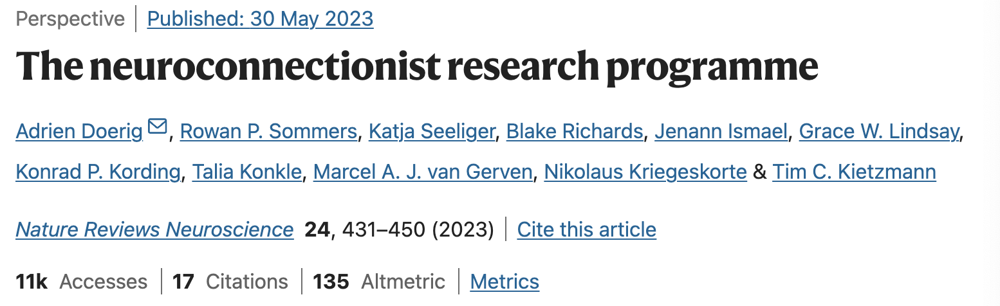 Perspective | Published: 30 May 2023
The neuroconnectionist research programme
Adrien Doerig, Rowan P. Sommers, Katja Seeliger, Blake Richards, Jenann Ismael, Grace W. Lindsay,
Konrad P. Kording, Talia Konkle, Marcel A. J. van Gerven, Nikolaus Kriegeskorte & Tim C. Kietzmann
Nature Reviews Neuroscience 24, 431–450 (2023) | Cite this article
11k Accesses | 17 Citations | 135 Altmetric | Metrics